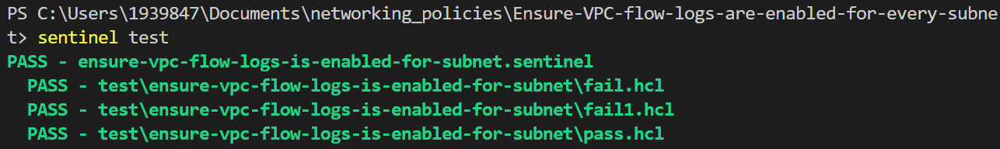 PS C:\Users\1939847\Documents\networking_policies\Ensure-VPC-flow-logs-are-enabled-for-every-subne
t> sentinel test
PASS - ensure-vpc-flow-logs-is-enabled-for-subnet.sentinel
  PASS - test\ensure-vpc-flow-logs-is-enabled-for-subnet\fail.hcl
  PASS - test\ensure-vpc-flow-logs-is-enabled-for-subnet\fail1.hcl
  PASS - test\ensure-vpc-flow-logs-is-enabled-for-subnet\pass.hcl